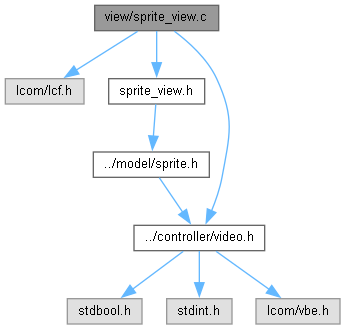 view/sprite_view.c
lcom/lcf.h
sprite_view.h
../model/sprite.h
../controller/video.h
stdbool.h
stdint.h
lcom/vbe.h